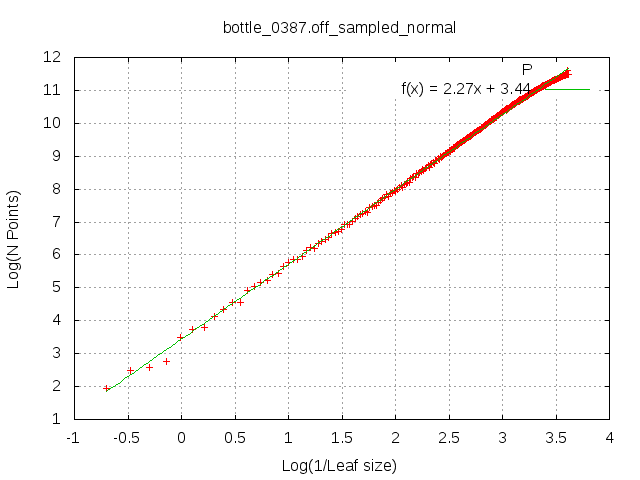 bottle_0387.off_sampled_normal
12
11
10
9
8
7
6
5
4
3
2
1
-1 -0.5 0 0.5 1 1.5 2 2.5 3 3.5 4
Log(N Points)
Log(1/Leaf size)
P
f(x) = 2.27x + 3.44